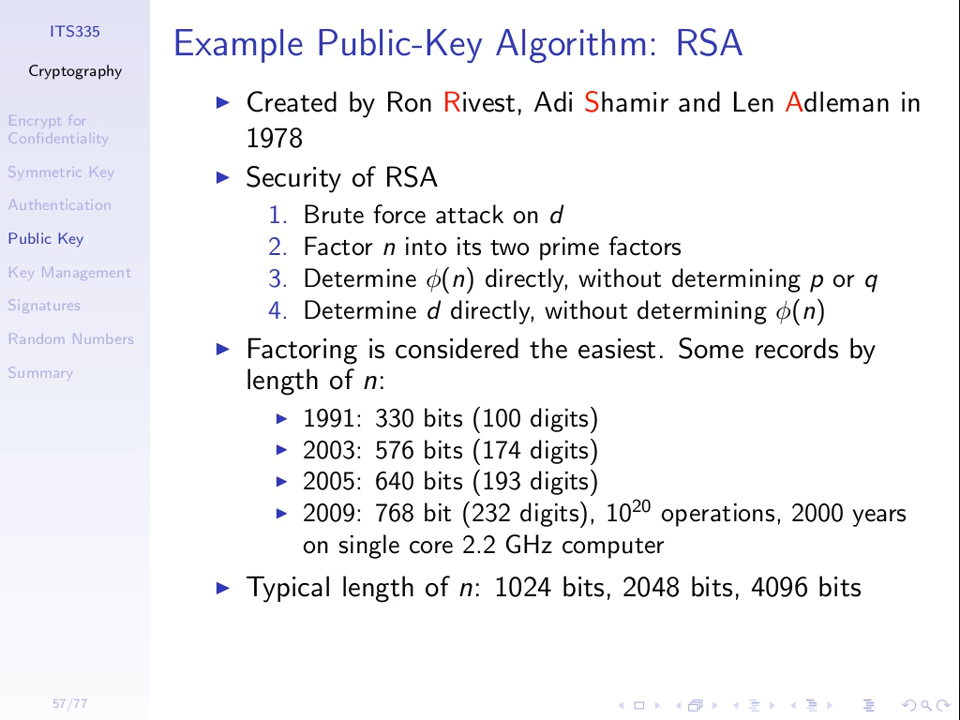 ITS335
Cryptography
Encrypt for
Confidentiality
Symmetric Key
Authentication
Public Key
Key Management
Signatures
Random Numbers
Summary
57/77
Example Public-Key Algorithm: RSA
Created by Ron Rivest, Adi Shamir and Len Adleman in
1978
Security of RSA
1. Brute force attack on d
2. Factor n into its two prime factors
3. Determine ϕ(n) directly, without determining p or q
4. Determine d directly, without determining ϕ(n)
Factoring is considered the easiest. Some records by
length of n:
1991: 330 bits (100 digits)
2003: 576 bits (174 digits)
2005: 640 bits (193 digits)
2009: 768 bit (232 digits), 10²⁰ operations, 2000 years
on single core 2.2 GHz computer
Typical length of n: 1024 bits, 2048 bits, 4096 bits